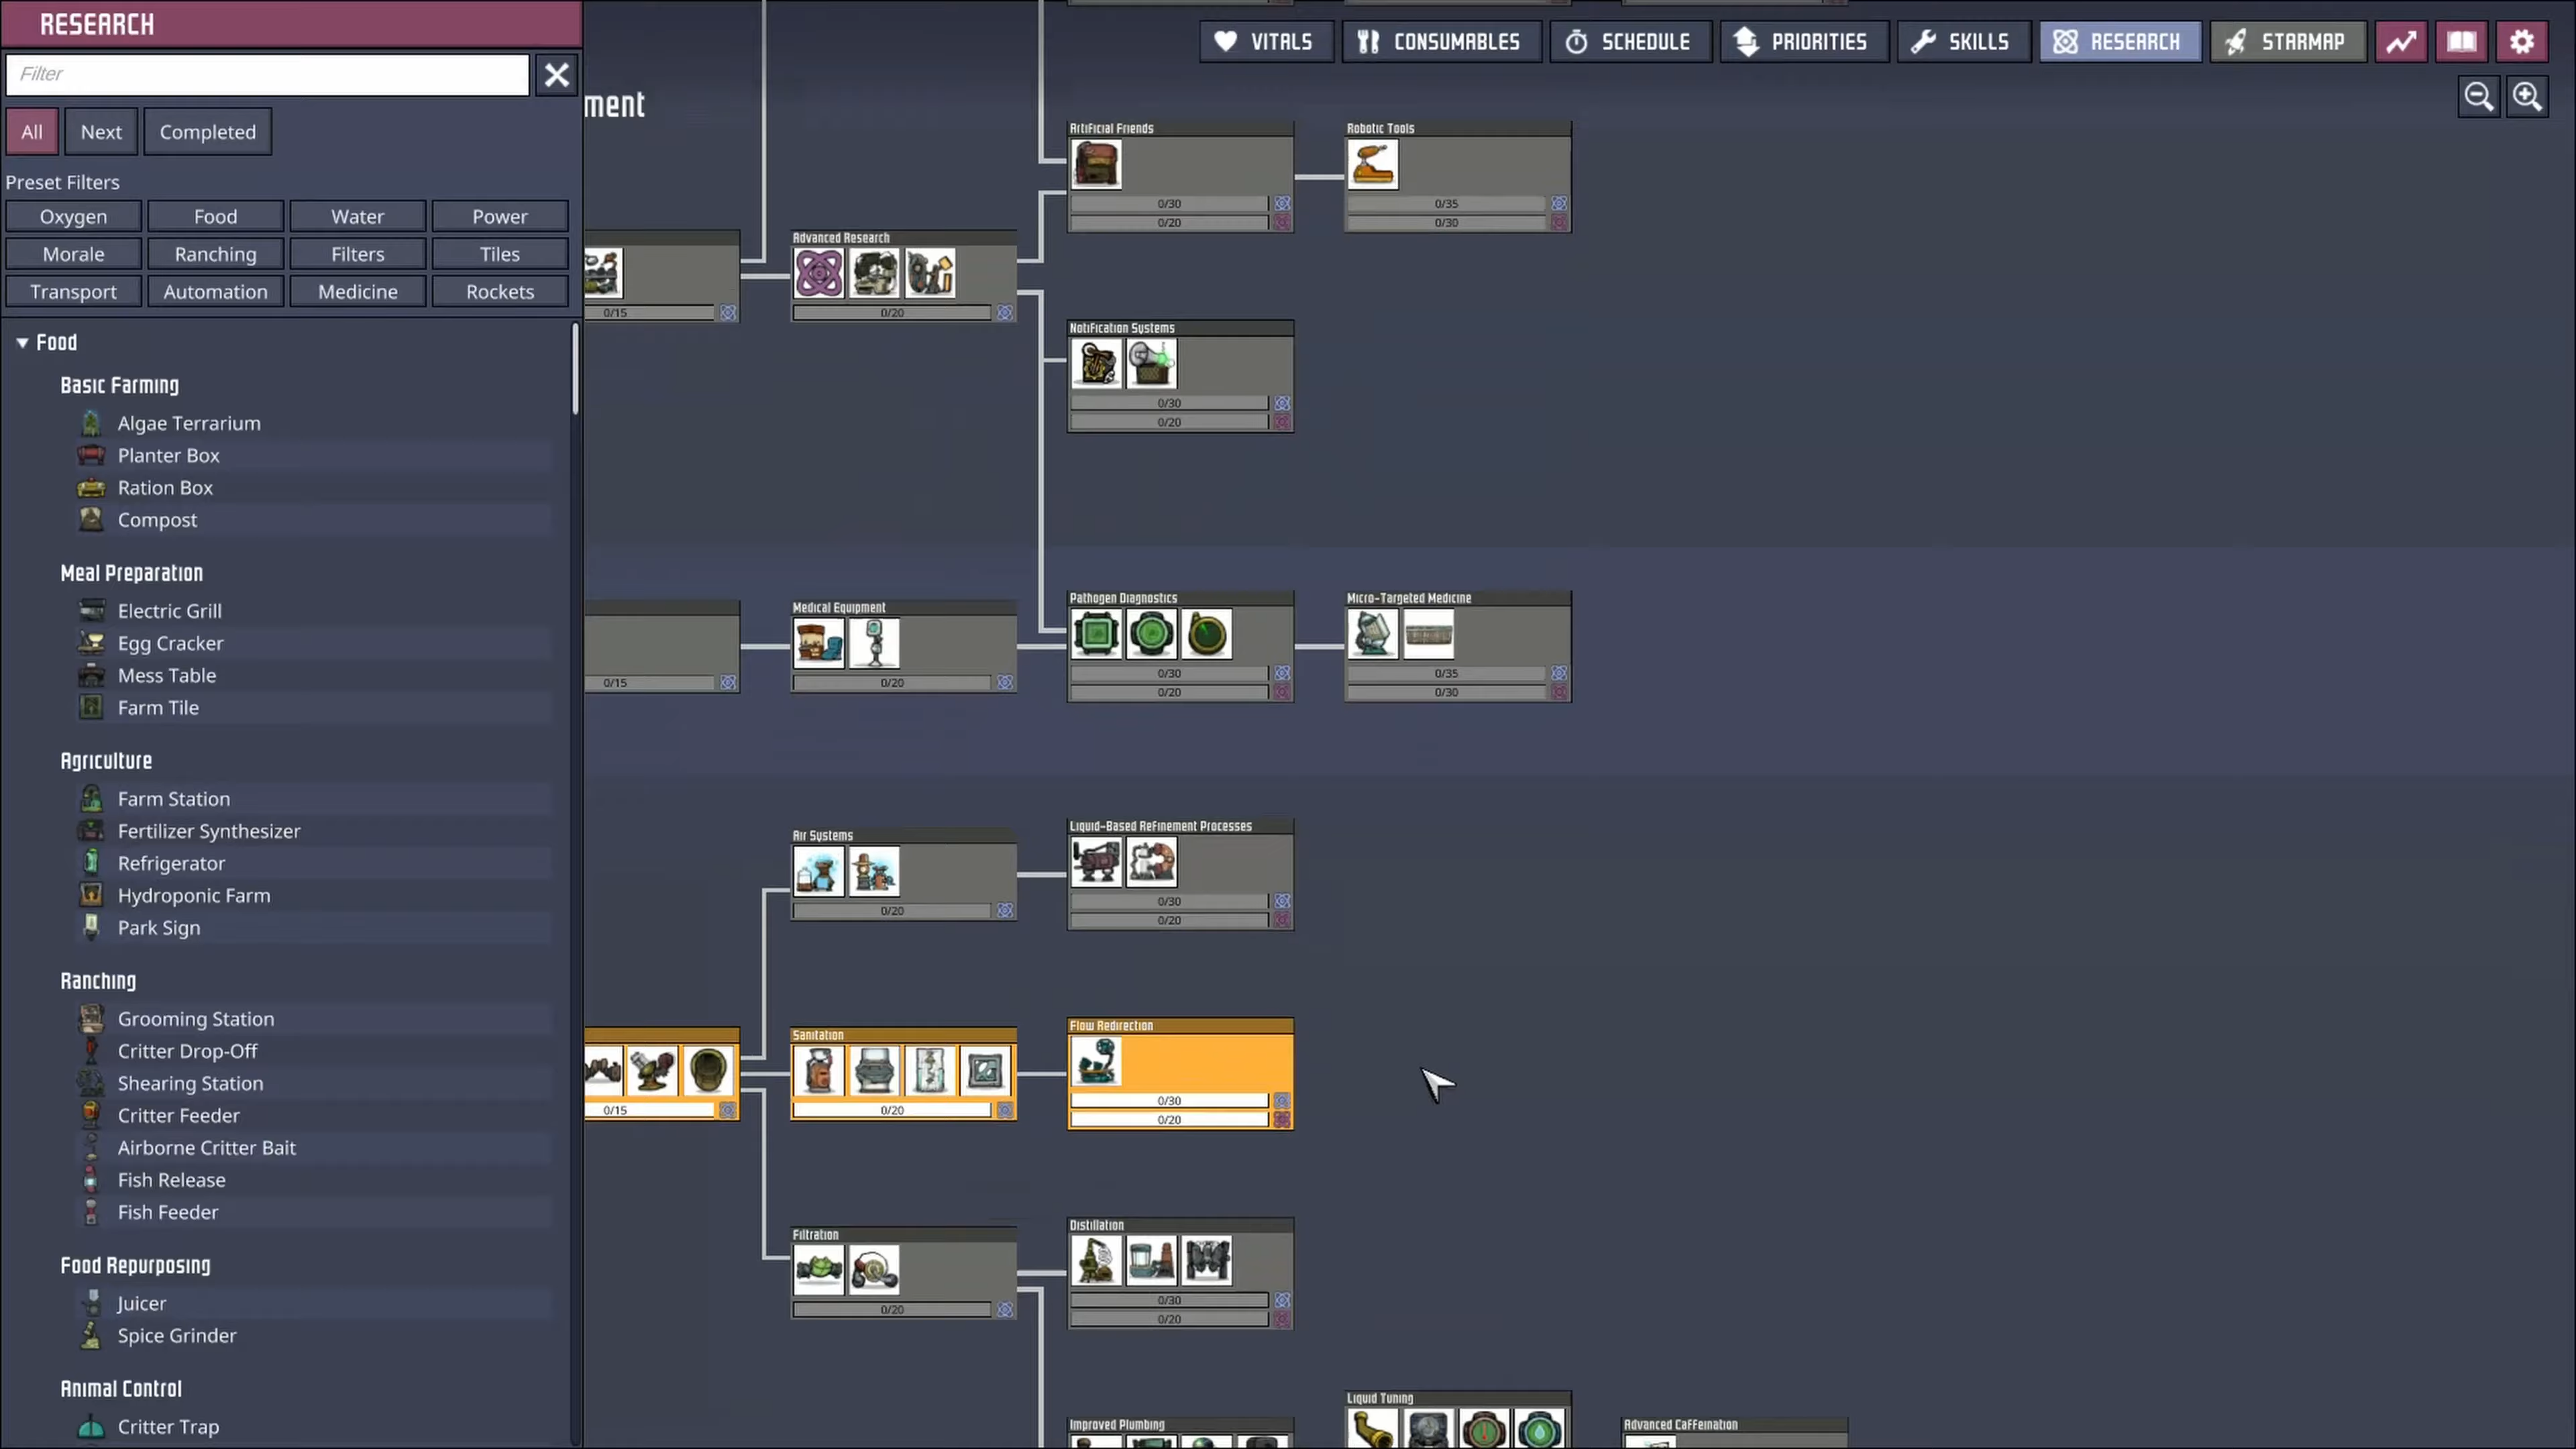 RESEARCH
Filter
All Next Completed
Preset Filters
Oxygen Food Water Power
Morale Ranching Filters Tiles
Transport Automation Medicine Rockets
Food
Basic Farming
Algae Terrarium
Planter Box
Ration Box
Compost
Meal Preparation
Electric Grill
Egg Cracker
Mess Table
Farm Tile
Agriculture
Farm Station
Fertilizer Synthesizer
Refrigerator
Hydroponic Farm
Park Sign
Ranching
Grooming Station
Critter Drop-Off
Shearing Station
Critter Feeder
Airborne Critter Bait
Fish Release
Fish Feeder
Food Repurposing
Juicer
Spice Grinder
Animal Control
Critter Trap
VITALS CONSUMABLES SCHEDULE PRIORITIES SKILLS RESEARCH STARMAP
ment
Artificial Friends
0/30
0/20
Robotic Tools
0/35
0/30
0/15
Advanced Research
0/20
Notification Systems
0/30
0/20
0/15
Medical Equipment
0/20
Pathogen Diagnostics
0/30
0/20
Micro-Targeted Medicine
0/35
0/30
Air Systems
0/20
Liquid-Based Refinement Processes
0/30
0/20
0/15
Sanitation
0/20
Flow Redirection
0/30
0/20
Filtration
0/20
Distillation
0/30
0/20
Improved Plumbing
Liquid Tuning
Advanced Caffeination